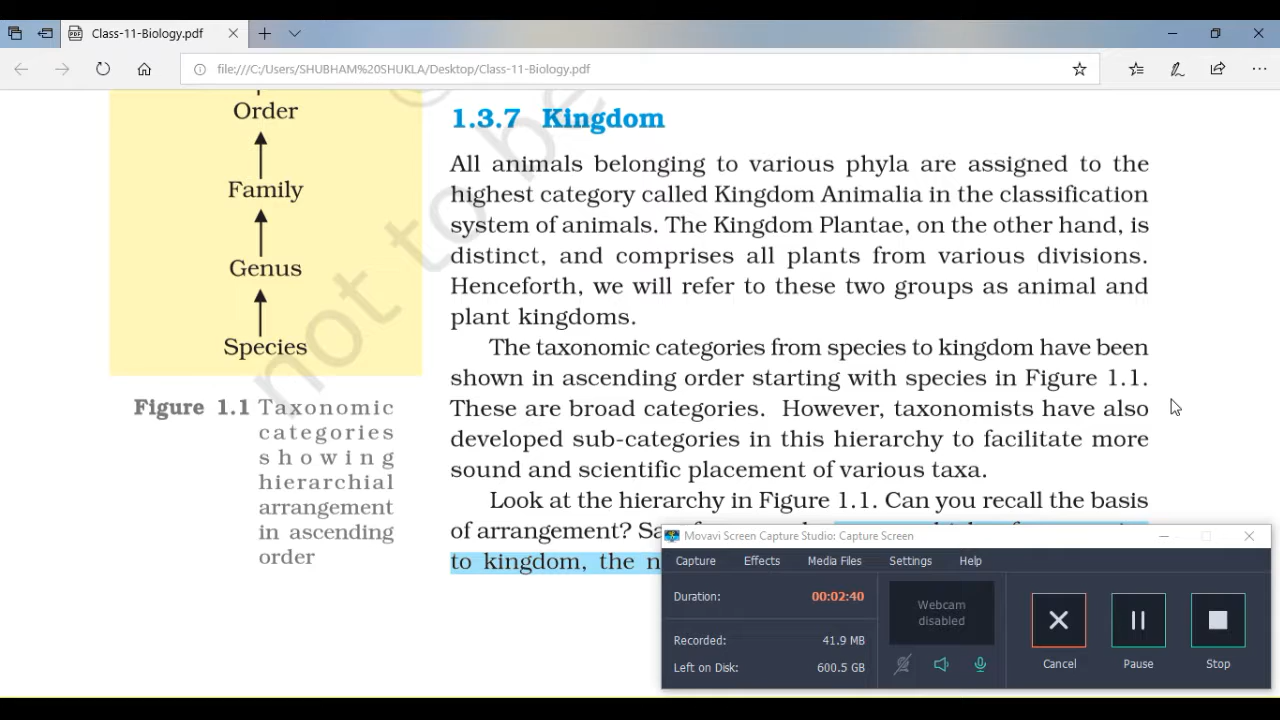 Class-11-Biology.pdf
file:///C:/Users/SHUBHAM%20SHUKLA/Desktop/Class-11-Biology.pdf
Order
Family
Genus
Species
Figure 1.1 Taxonomic
categories
showing
hierarchial
arrangement
in ascending
order
not to be
1.3.7 Kingdom
All animals belonging to various phyla are assigned to the
highest category called Kingdom Animalia in the classification
system of animals. The Kingdom Plantae, on the other hand, is
distinct, and comprises all plants from various divisions.
Henceforth, we will refer to these two groups as animal and
plant kingdoms.
The taxonomic categories from species to kingdom have been
shown in ascending order starting with species in Figure 1.1.
These are broad categories. However, taxonomists have also
developed sub-categories in this hierarchy to facilitate more
sound and scientific placement of various taxa.
Look at the hierarchy in Figure 1.1. Can you recall the basis
of arrangement?
to kingdom, the
Movavi Screen Capture Studio: Capture Screen
Capture Effects Media Files Settings Help
Duration: 00:02:40
Webcam
disabled
Recorded: 41.9 MB
Left on Disk: 600.5 GB
Cancel Pause Stop